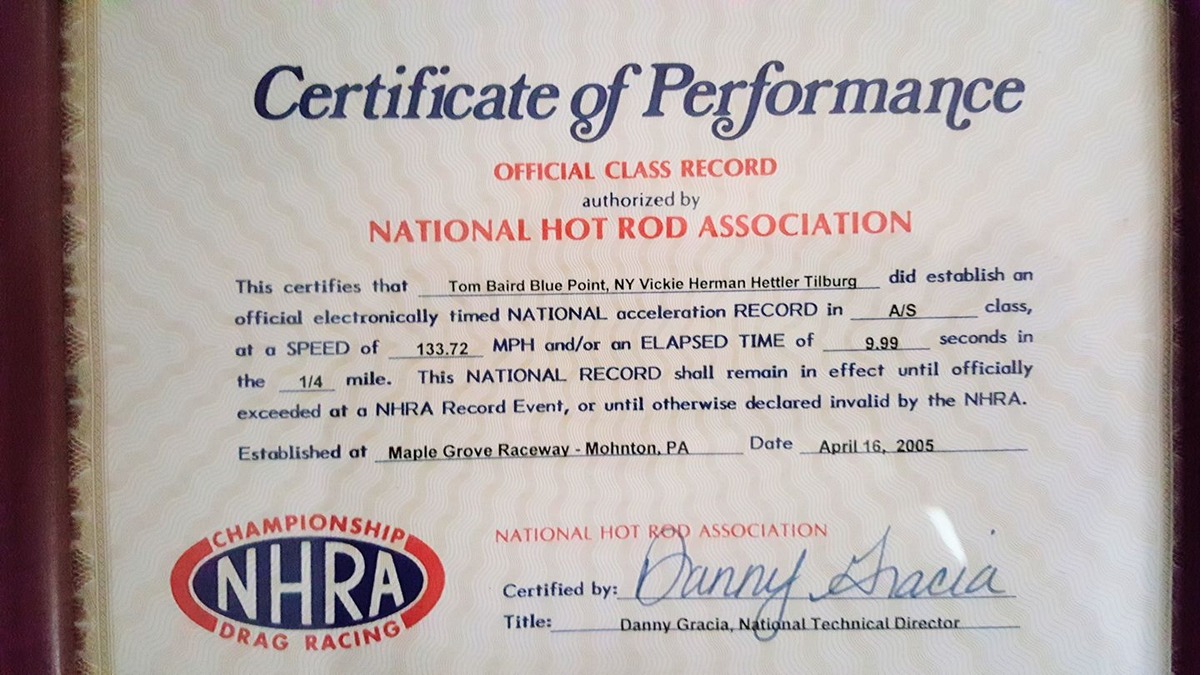 Certificate of Performance
OFFICIAL CLASS RECORD
authorized by
NATIONAL HOT ROD ASSOCIATION
This certifies that Tom Baird Blue Point, NY Vickie Herman Hettler Tilburg did establish an
official electronically timed NATIONAL acceleration RECORD in A/S class,
at a SPEED of 133.72 MPH and/or an ELAPSED TIME of 9.99 seconds in
the 1/4 mile. This NATIONAL RECORD shall remain in effect until officially
exceeded at a NHRA Record Event, or until otherwise declared invalid by the NHRA.
Established at Maple Grove Raceway - Mohnton, PA Date April 16, 2005
CHAMPIONSHIP
NHRA
DRAG RACING
NATIONAL HOT ROD ASSOCIATION
Certified by: Danny Gracia
Title: Danny Gracia, National Technical Director